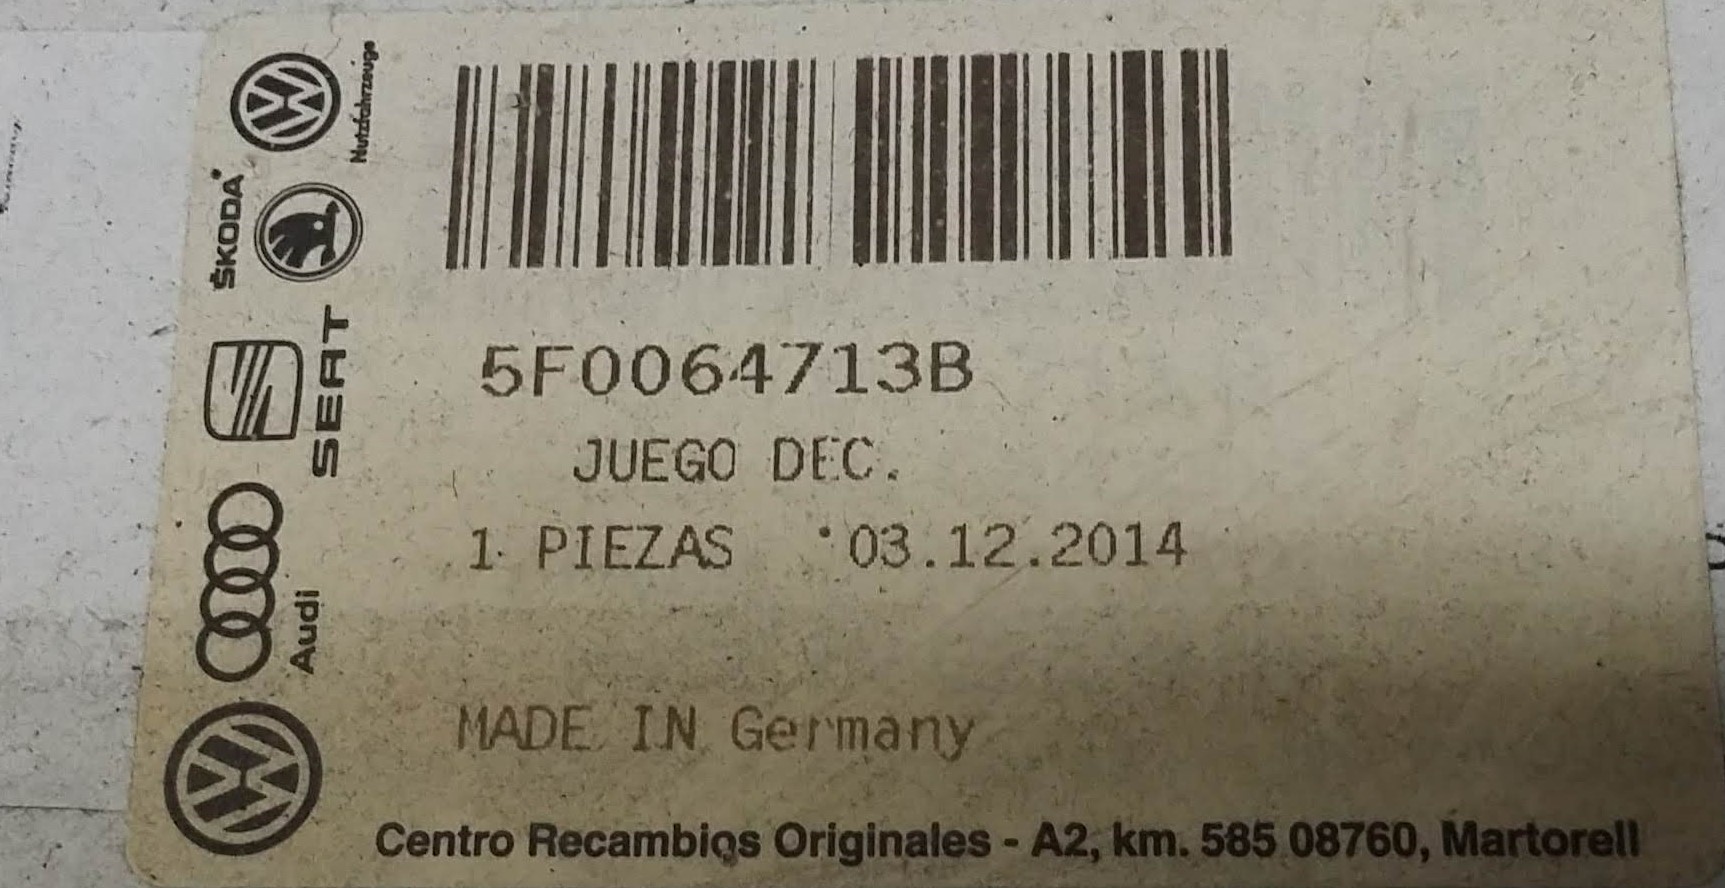 Nutzfahrzeuge
ŠKODA
SEAT
Audi
5F0064713B
JUEGO DEC.
1 PIEZAS 03.12.2014
MADE IN Germany
Centro Recambios Originales - A2, km. 585 08760, Martorell